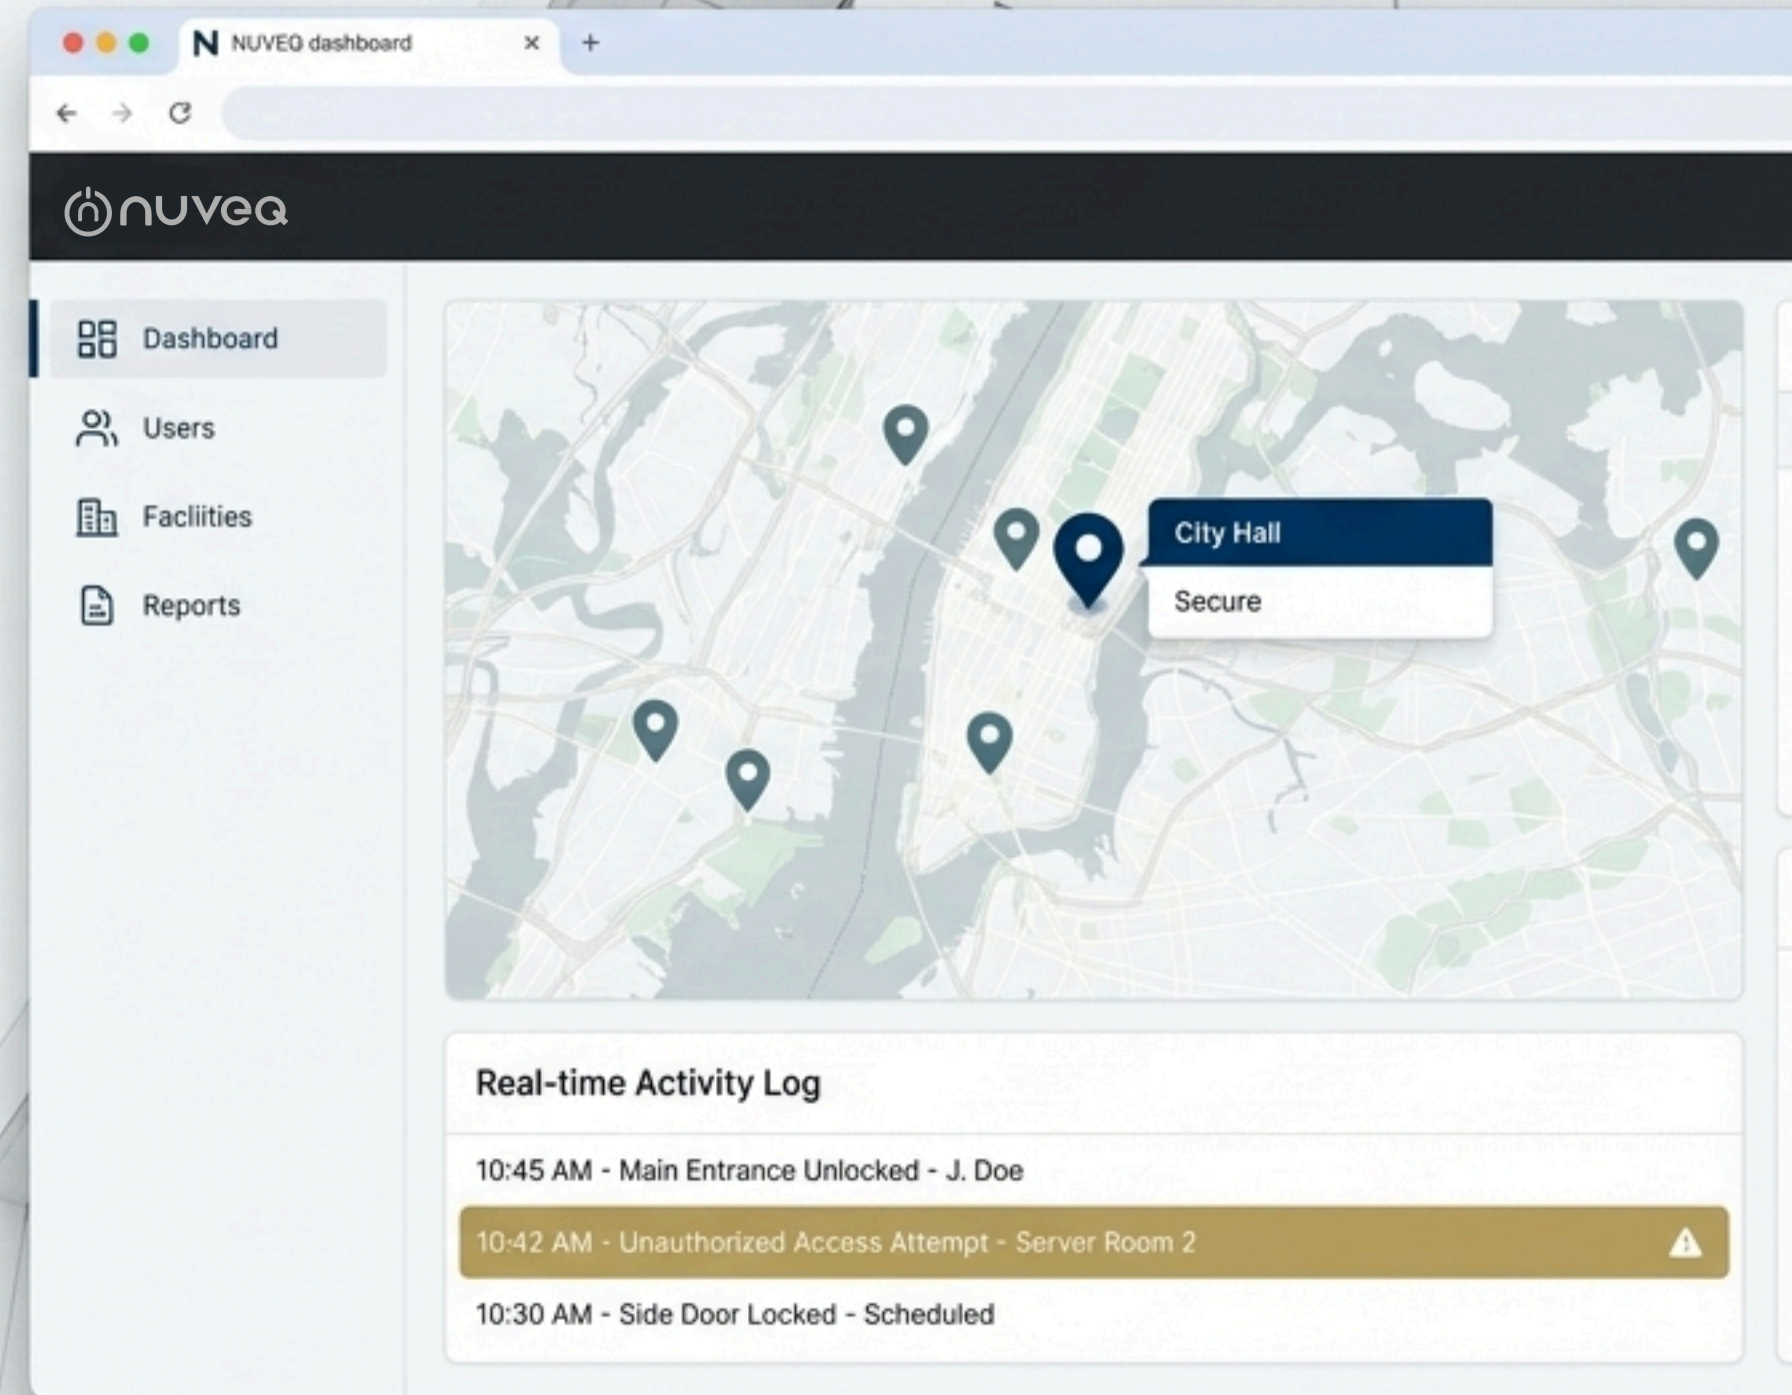 N NUVEQ dashboard
nuveq
Dashboard
Users
Facliities
Reports
City Hall
Secure
Real-time Activity Log
10:45 AM - Main Entrance Unlocked - J. Doe
10:42 AM - Unauthorized Access Attempt - Server Room 2
10:30 AM - Side Door Locked - Scheduled